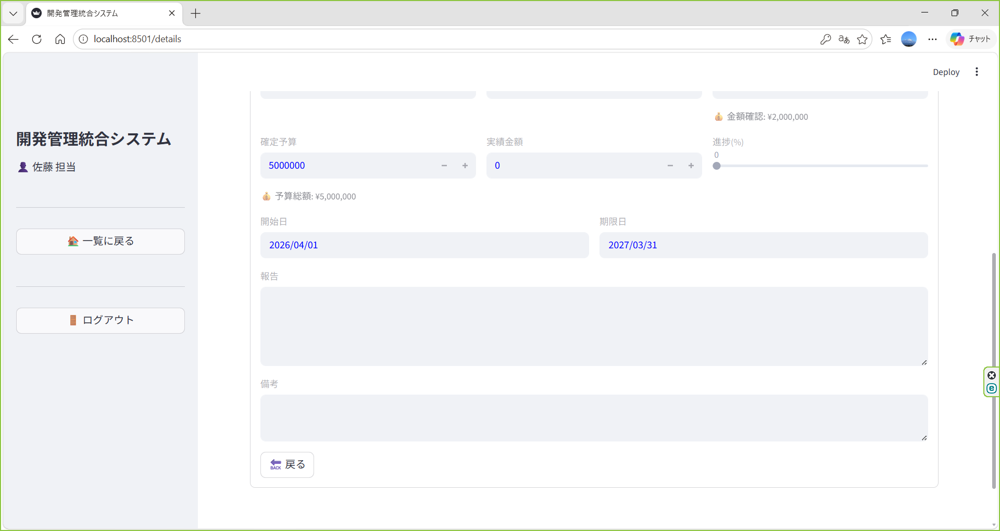 開発管理統合システム
localhost:8501/details
aあ
チャット
Deploy
開発管理統合システム
佐藤 担当
一覧に戻る
ログアウト
金額確認: ¥2,000,000
確定予算
実績金額
進捗(%)
5000000
0
0
予算総額: ¥5,000,000
開始日
期限日
2026/04/01
2027/03/31
報告
備考
BACK 戻る